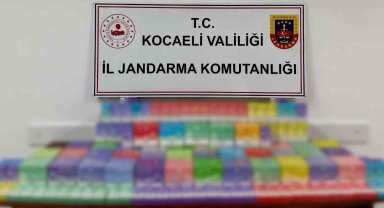 T.C.
KOCAELİ VALİLİĞİ
İL JANDARMA KOMUTANLIĞI